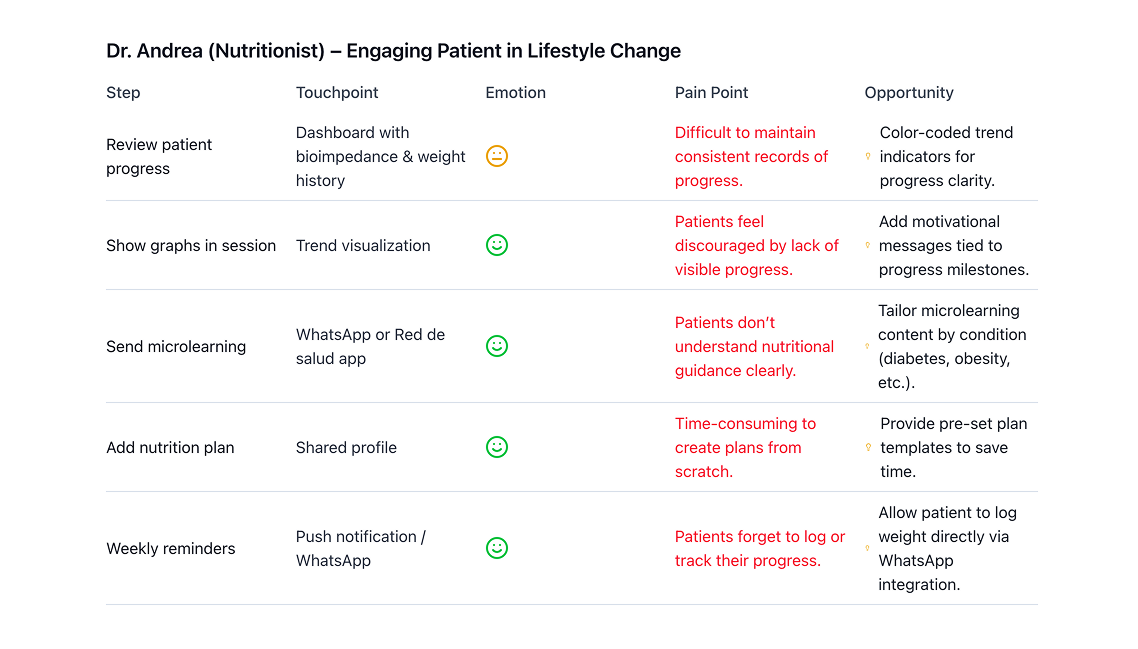 Dr. Andrea (Nutritionist) – Engaging Patient in Lifestyle Change
Step
Touchpoint
Emotion
Pain Point
Opportunity
Review patient
progress
Dashboard with
bioimpedance & weight
history
Difficult to maintain
consistent records of
progress.
Color-coded trend
indicators for
progress clarity.
Show graphs in session
Trend visualization
Patients feel
discouraged by lack of
visible progress.
Add motivational
messages tied to
progress milestones.
Send microlearning
WhatsApp or Red de
salud app
Patients don’t
understand nutritional
guidance clearly.
Tailor microlearning
content by condition
(diabetes, obesity,
etc.).
Add nutrition plan
Shared profile
Time-consuming to
create plans from
scratch.
Provide pre-set plan
templates to save
time.
Weekly reminders
Push notification /
WhatsApp
Patients forget to log or
track their progress.
Allow patient to log
weight directly via
WhatsApp
integration.